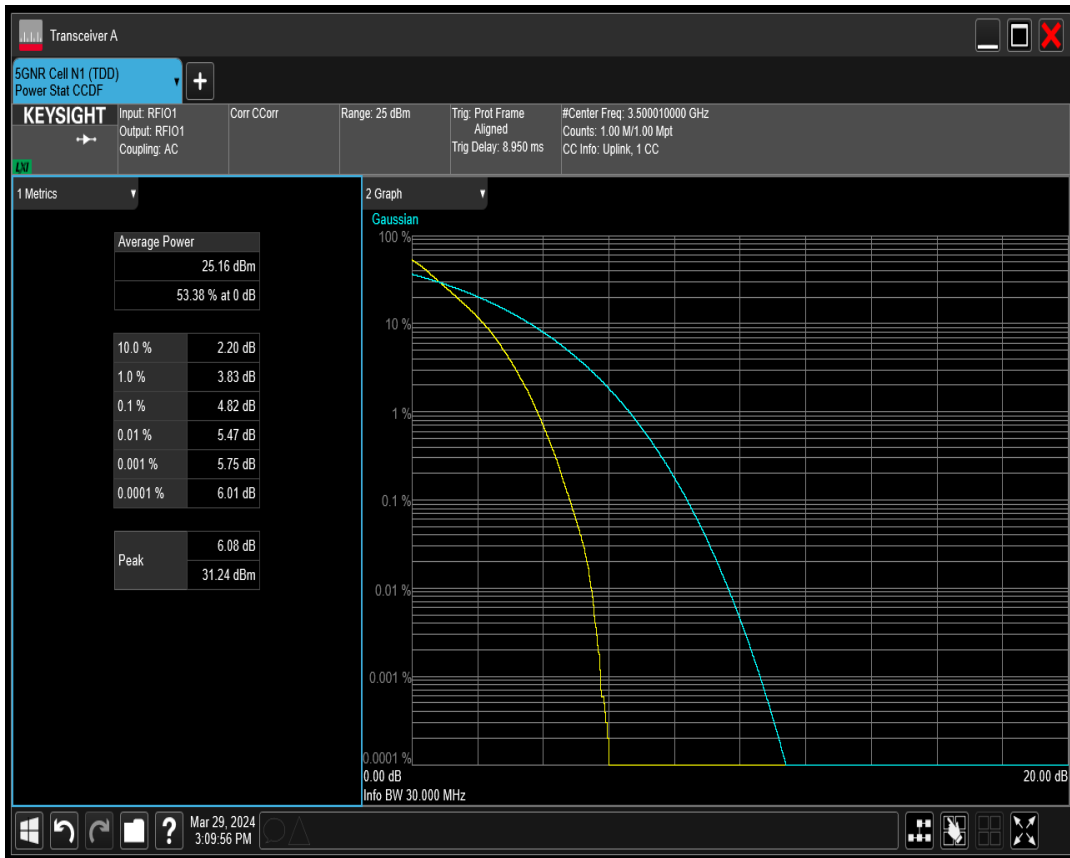 Transceiver A
5GNR Cell N1 (TDD)
Power Stat CCDF
+
KEYSIGHT
LXI
Input: RFIO1
Output: RFIO1
Coupling: AC
Corr CCorr
Range: 25 dBm
Trig: Prot Frame
Aligned
Trig Delay: 8.950 ms
#Center Freq: 3.500010000 GHz
Counts: 1.00 M/1.00 Mpt
CC Info: Uplink, 1 CC
1 Metrics
Average Power
25.16 dBm
53.38 % at 0 dB
10.0 % 2.20 dB
1.0 % 3.83 dB
0.1 % 4.82 dB
0.01 % 5.47 dB
0.001 % 5.75 dB
0.0001 % 6.01 dB
Peak 6.08 dB
31.24 dBm
2 Graph
Gaussian
100 %
10 %
1 %
0.1 %
0.01 %
0.001 %
0.0001 %
0.00 dB 20.00 dB
Info BW 30.000 MHz
?
Mar 29, 2024
3:09:56 PM